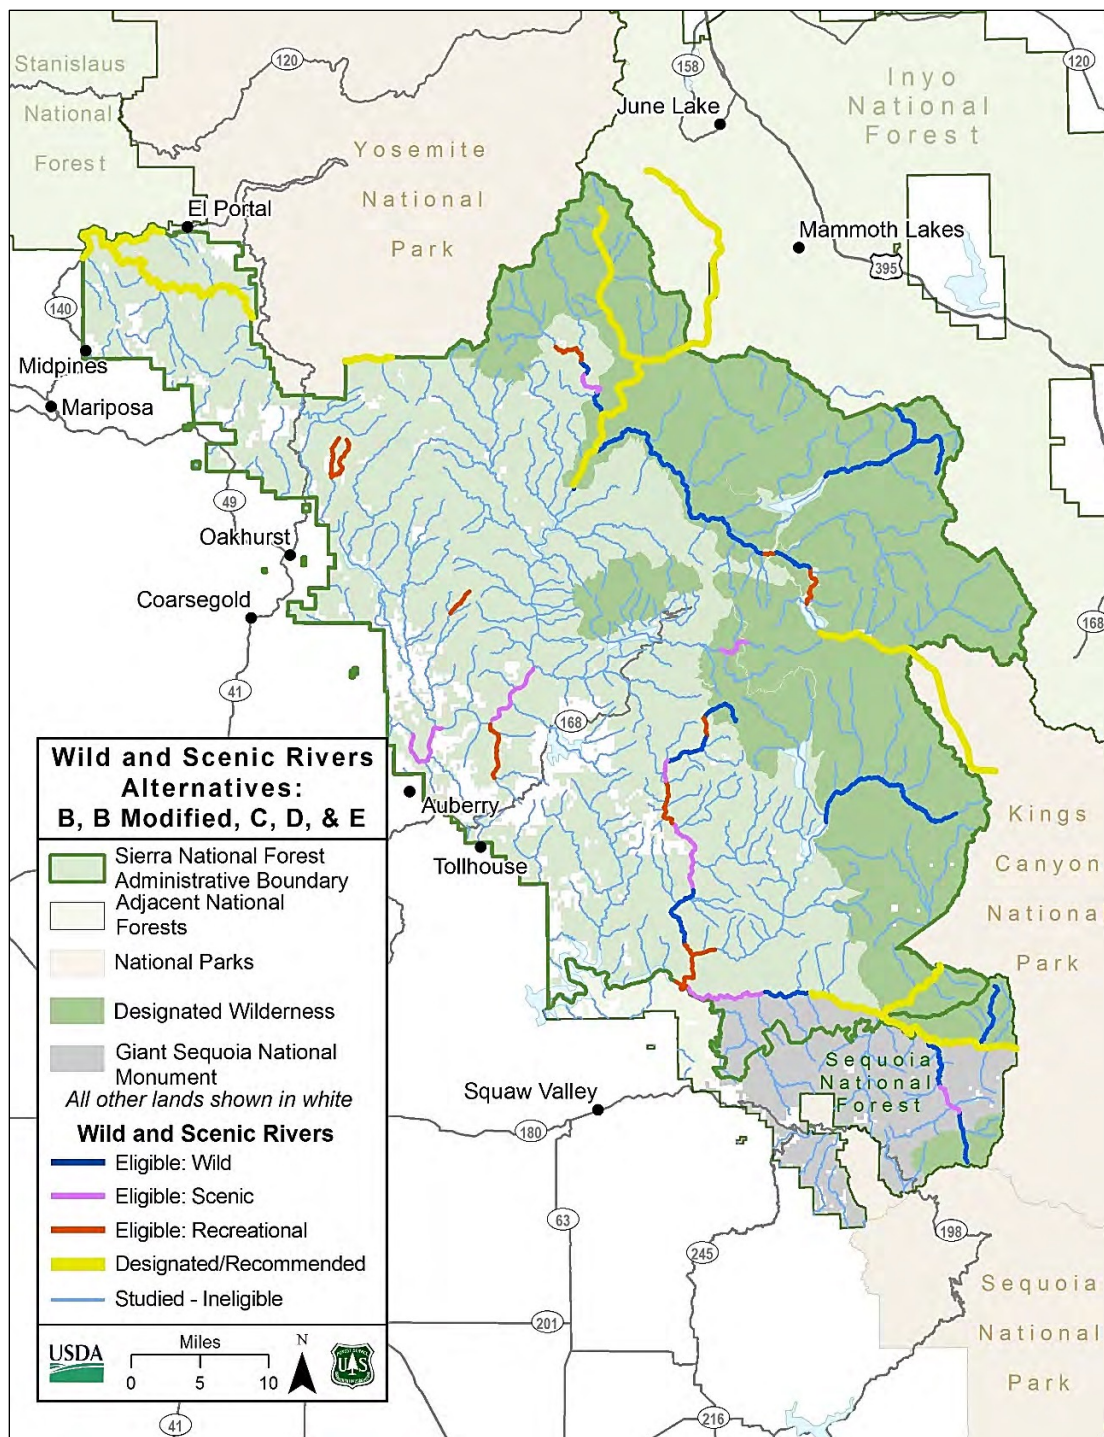 Stanislaus
National
Forest
120
158
120
June Lake
Inyo
National
Forest
Yosemite
National
Park
El Portal
Mammoth Lakes
395
140
Midpines
Mariposa
49
Oakhurst
Coarsegold
168
41
168
Auberry
Tollhouse
Kings
Canyon
Nationa
Park
Sequoia
National
Forest
Squaw Valley
180
63
245
198
201
Sequoia
National
Park
216
41
Wild and Scenic Rivers
Alternatives:
B, B Modified, C, D, & E
Sierra National Forest
Administrative Boundary
Adjacent National
Forests
National Parks
Designated Wilderness
Giant Sequoia National
Monument
All other lands shown in white
Wild and Scenic Rivers
Eligible: Wild
Eligible: Scenic
Eligible: Recreational
Designated/Recommended
Studied - Ineligible
USDA
Miles
0 5 10
N
U S